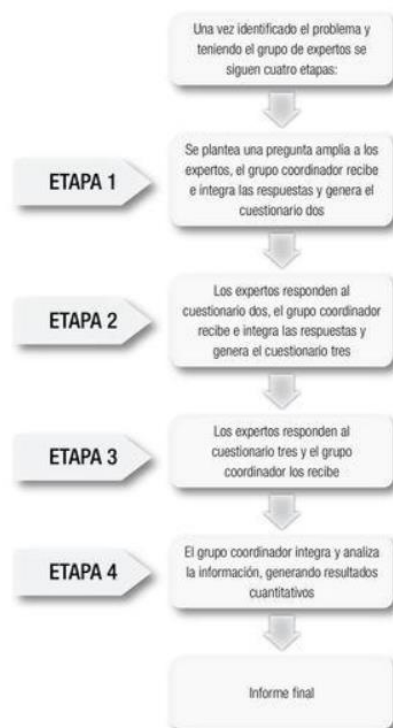 Una vez identificado el problema y
teniendo el grupo de expertos se
siguen cuatro etapas:
ETAPA 1
Se plantea una pregunta amplia a los
expertos, el grupo coordinador recibe
e integra las respuestas y genera el
cuestionario dos
ETAPA 2
Los expertos responden al
cuestionario dos, el grupo coordinador
recibe e integra las respuestas y
genera el cuestionario tres
ETAPA 3
Los expertos responden al
cuestionario tres y el grupo
coordinador los recibe
ETAPA 4
El grupo coordinador integra y analiza
la información, generando resultados
cuantitativos
Informe final